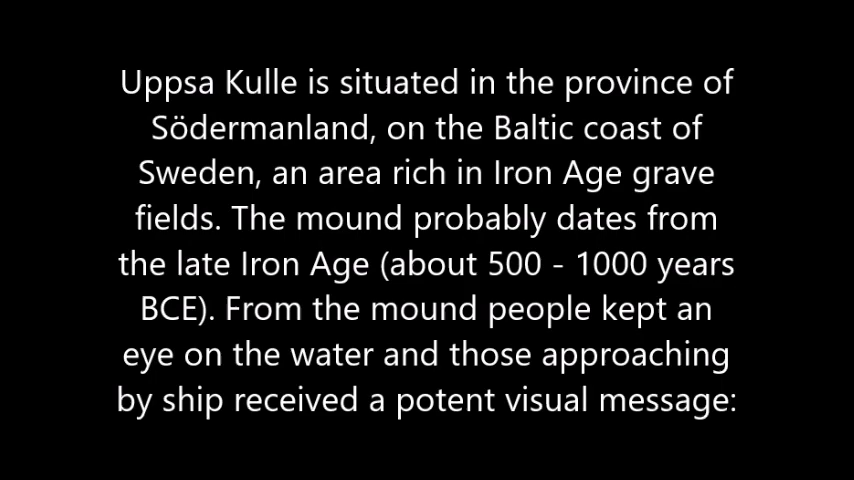 Uppsa Kulle is situated in the province of
Södermanland, on the Baltic coast of
Sweden, an area rich in Iron Age grave
fields. The mound probably dates from
the late Iron Age (about 500 - 1000 years
BCE). From the mound people kept an
eye on the water and those approaching
by ship received a potent visual message: